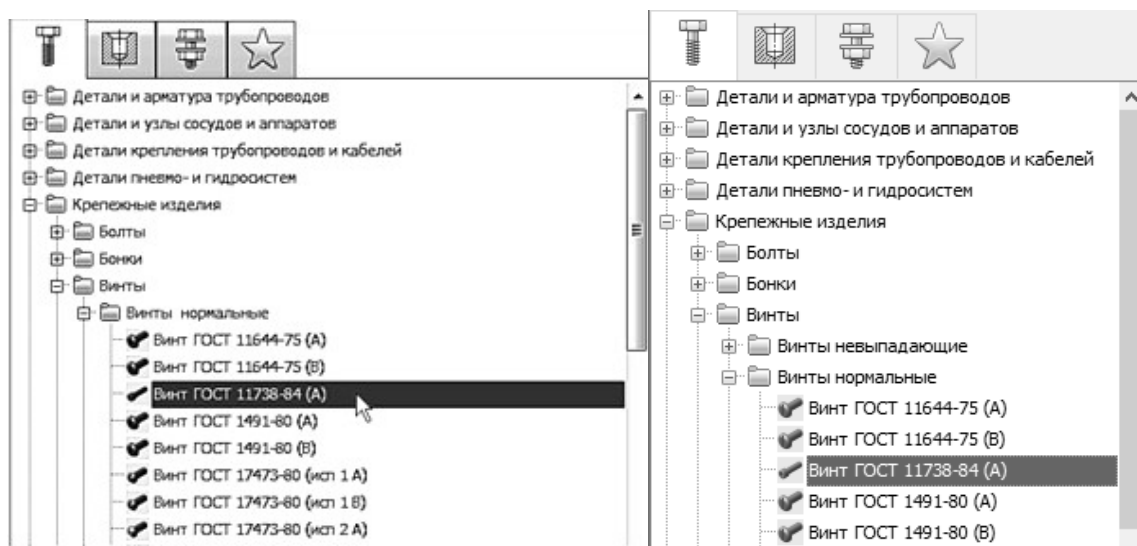 Детали и арматура трубопроводов
Детали и узлы сосудов и аппаратов
Детали крепления трубопроводов и кабелей
Детали пневмо- и гидросистем
Крепежные изделия
Болты
Бонки
Винты
Винты нормальные
Винт ГОСТ 11644-75 (A)
Винт ГОСТ 11644-75 (B)
Винт ГОСТ 11738-84 (A)
Винт ГОСТ 1491-80 (A)
Винт ГОСТ 1491-80 (B)
Винт ГОСТ 17473-80 (исп 1 A)
Винт ГОСТ 17473-80 (исп 1 B)
Винт ГОСТ 17473-80 (исп 2 A)
Детали и арматура трубопроводов
Детали и узлы сосудов и аппаратов
Детали крепления трубопроводов и кабелей
Детали пневмо- и гидросистем
Крепежные изделия
Болты
Бонки
Винты
Винты невыпадающие
Винты нормальные
Винт ГОСТ 11644-75 (A)
Винт ГОСТ 11644-75 (B)
Винт ГОСТ 11738-84 (A)
Винт ГОСТ 1491-80 (A)
Винт ГОСТ 1491-80 (B)